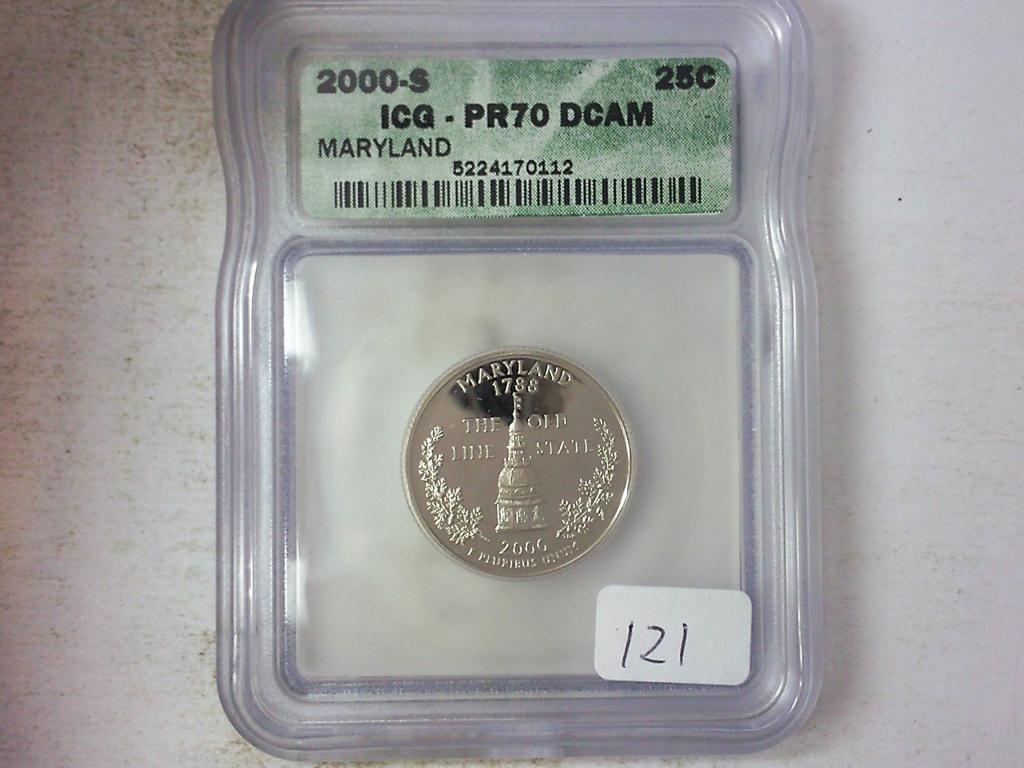 2000-S 25C
ICG - PR70 DCAM
MARYLAND
5224170112
MARYLAND
1788
THE OLD
LINE STATE
2000
E PLURIBUS UNUM
121